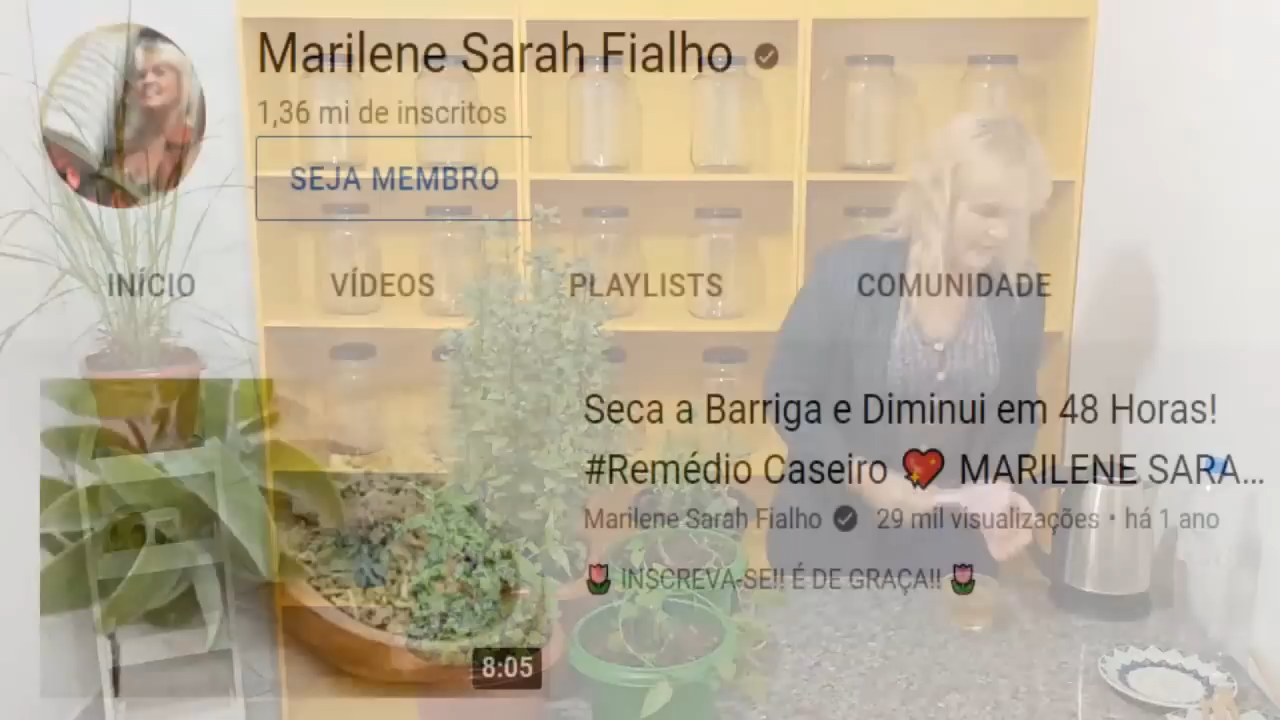 Marilene Sarah Fialho
1,36 mi de inscritos
SEJA MEMBRO
INÍCIO VÍDEOS PLAYLISTS COMUNIDADE
Seca a Barriga e Diminui em 48 Horas!
#Remédio Caseiro 💖 MARILENE SARA...
Marilene Sarah Fialho 29 mil visualizações • há 1 ano
🌷 INSCREVA-SE!! É DE GRAÇA!! 🌷
8:05